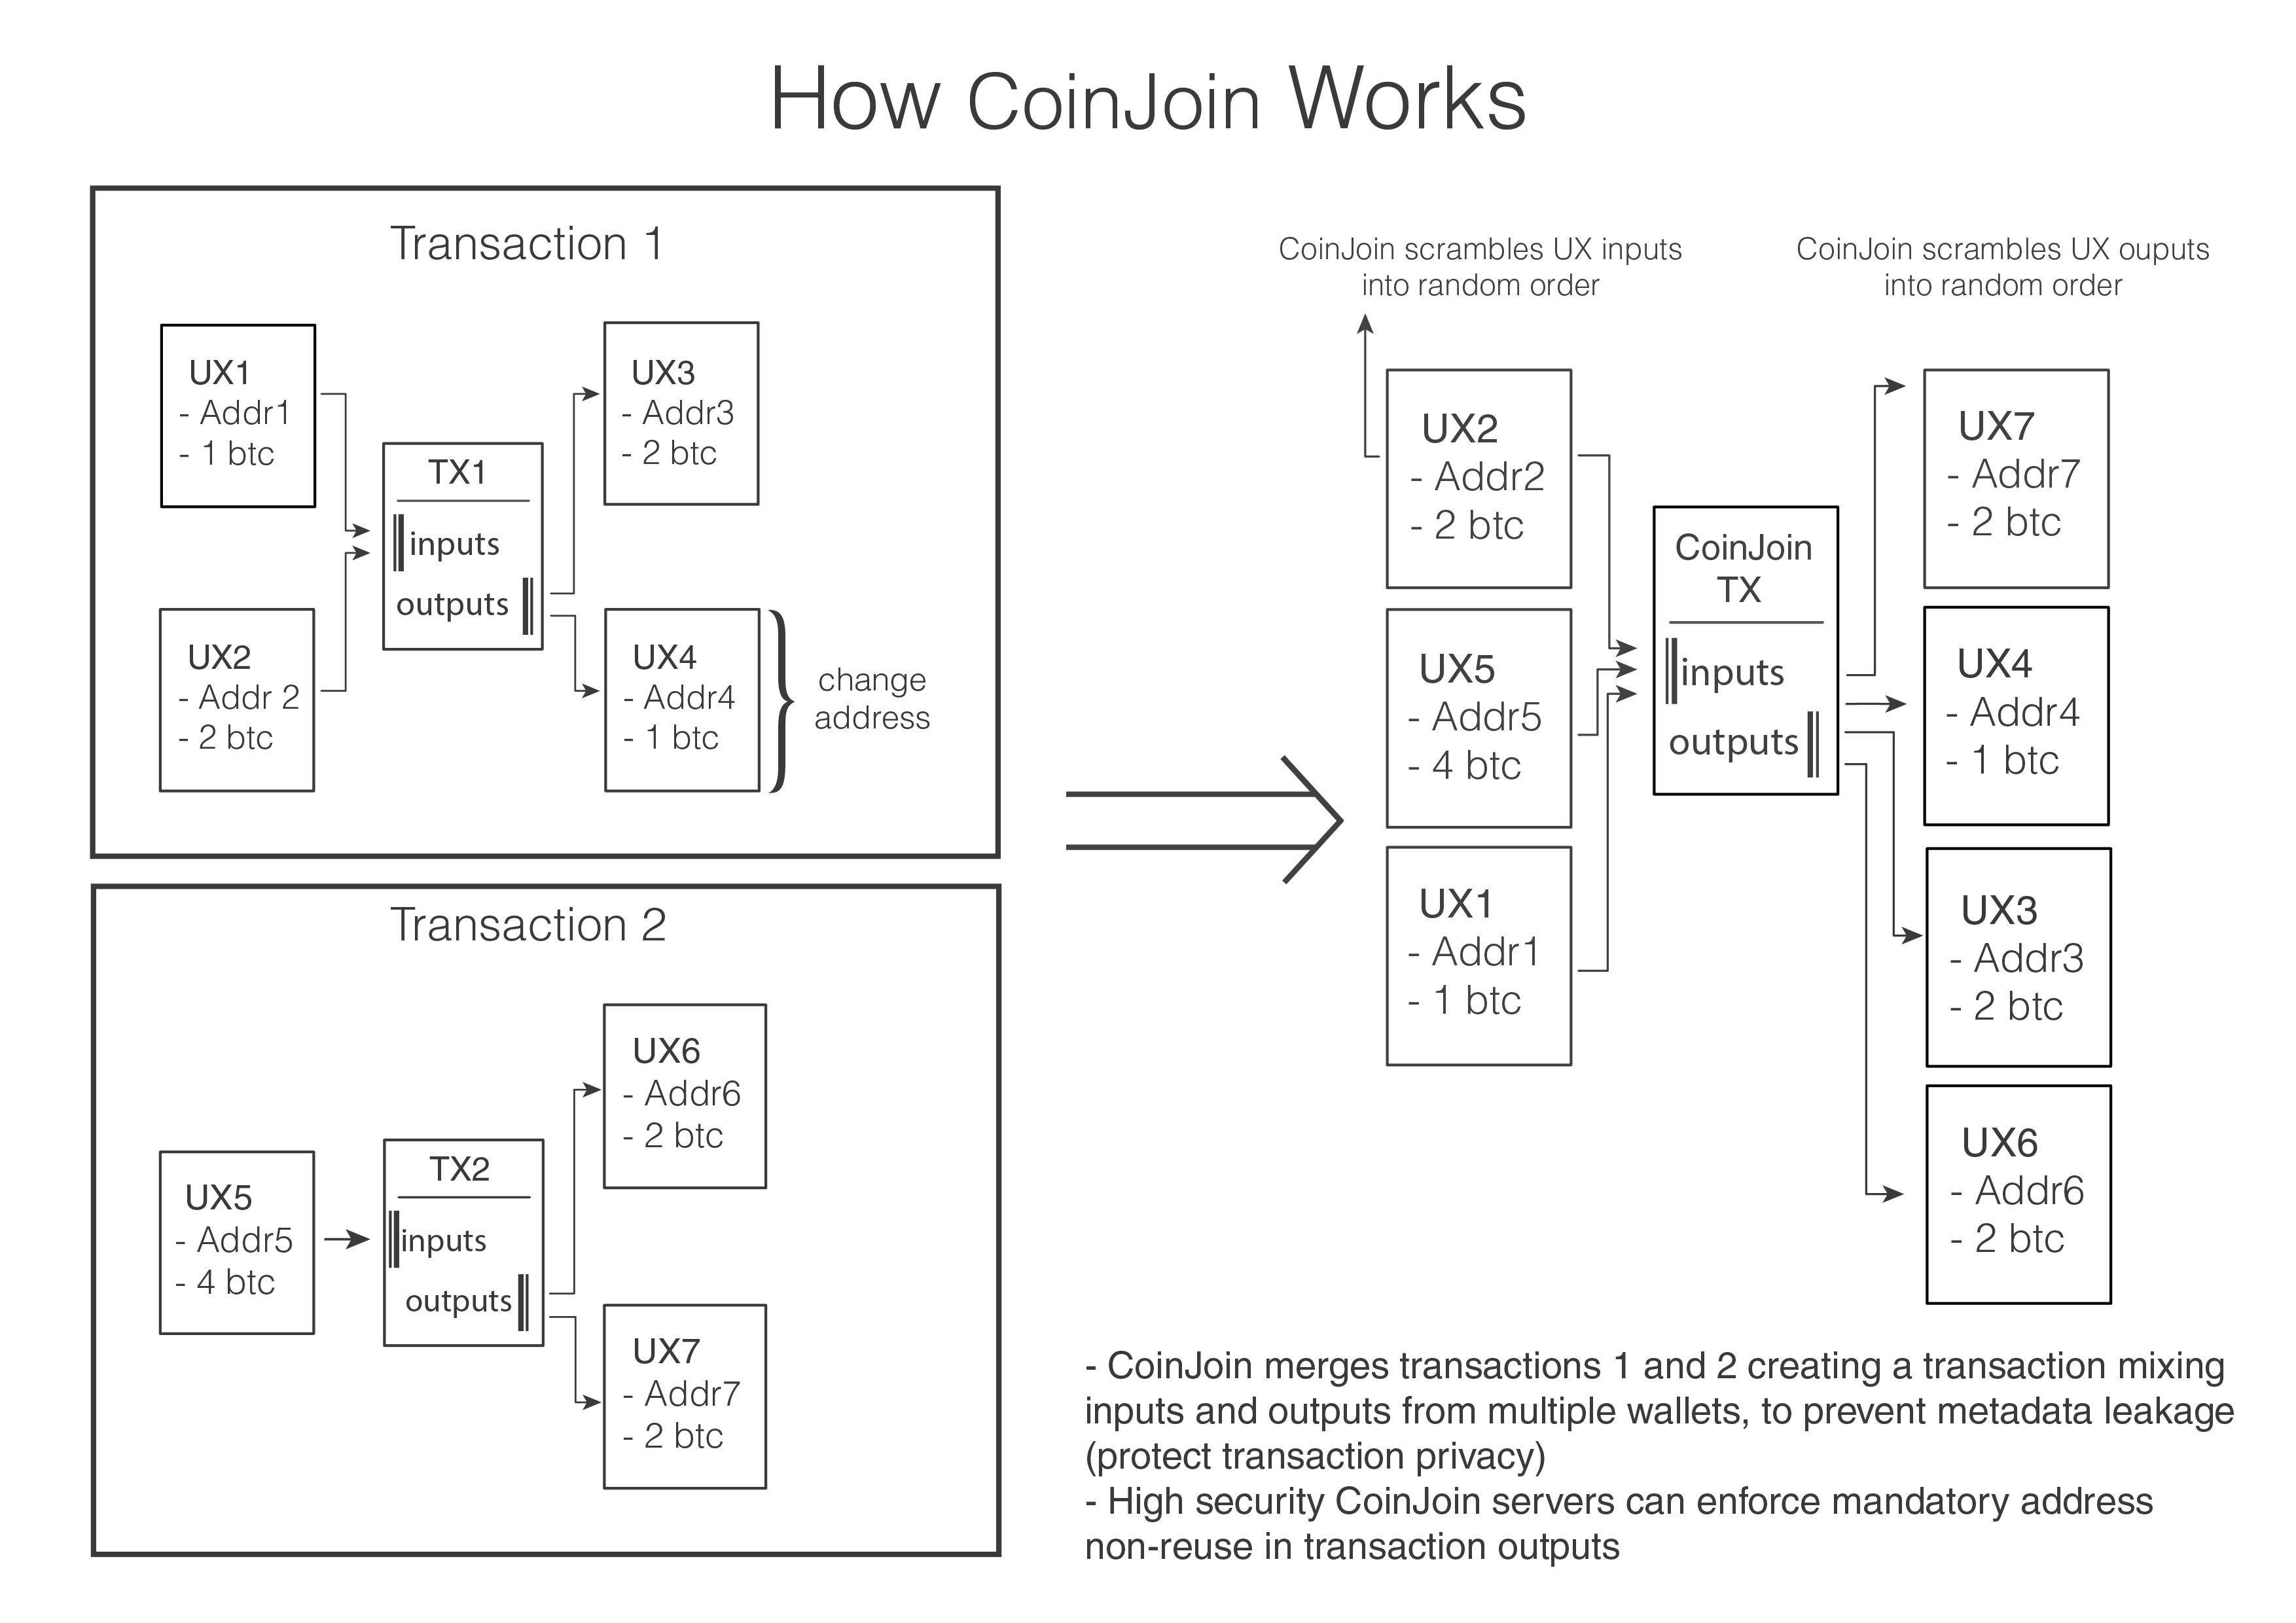 How CoinJoin Works
Transaction 1
UX1
- Addr1
- 1 btc
UX2
- Addr 2
- 2 btc
TX1
inputs
outputs
UX3
- Addr3
- 2 btc
UX4
- Addr4
- 1 btc
change
address
Transaction 2
UX5
- Addr5
- 4 btc
TX2
inputs
outputs
UX6
- Addr6
- 2 btc
UX7
- Addr7
- 2 btc
CoinJoin scrambles UX inputs
into random order
UX2
- Addr2
- 2 btc
UX5
- Addr5
- 4 btc
UX1
- Addr1
- 1 btc
CoinJoin
TX
inputs
outputs
CoinJoin scrambles UX ouputs
into random order
UX7
- Addr7
- 2 btc
UX4
- Addr4
- 1 btc
UX3
- Addr3
- 2 btc
UX6
- Addr6
- 2 btc
- CoinJoin merges transactions 1 and 2 creating a transaction mixing
inputs and outputs from multiple wallets, to prevent metadata leakage
(protect transaction privacy)
- High security CoinJoin servers can enforce mandatory address
non-reuse in transaction outputs